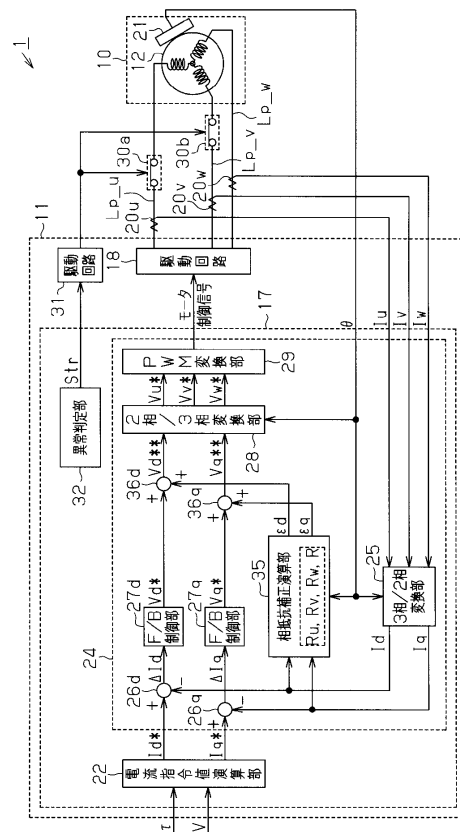 1
10
12
21
11
30a
30b
Lp_u
Lp_v
Lp_w
20u
20v
20w
31
駆動回路
18
駆動回路
モータ制御信号
17
Str
32
異常判定部
PWM変換部
29
Vu*
Vv*
Vw*
2相/3相変換部
28
Vd**
Vq**
36d
36q
+
+
+
+
εd
εq
θ
Iu
Iv
Iw
35
相抵抗補正演算部
Ru, Rv, Rw, R
25
3相/2相変換部
Id
Iq
24
27d
F/B制御部
Vd*
27q
F/B制御部
Vq*
ΔId
ΔIq
26d
26q
+
-
+
-
Id*
Iq*
22
電流指令値演算部
τ
V